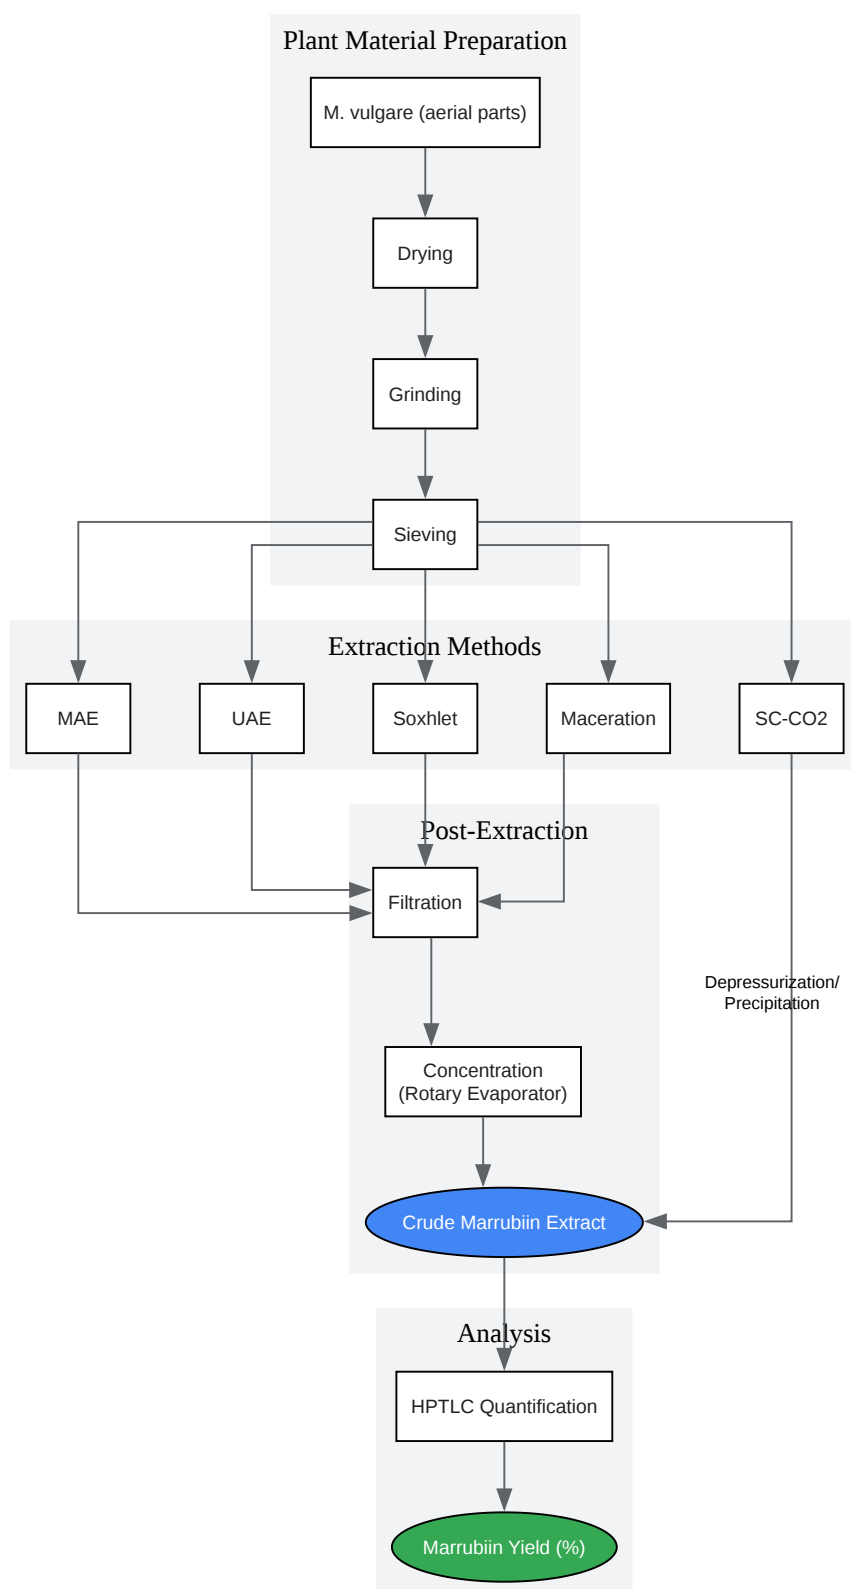 Plant Material Preparation
M. vulgare (aerial parts)
Drying
Grinding
Sieving
Extraction Methods
MAE
UAE
Soxhlet
Maceration
SC-CO2
Post-Extraction
Filtration
Depressurization/
Precipitation
Concentration
(Rotary Evaporator)
Crude Marrubiin Extract
Analysis
HPTLC Quantification
Marrubiin Yield (%)